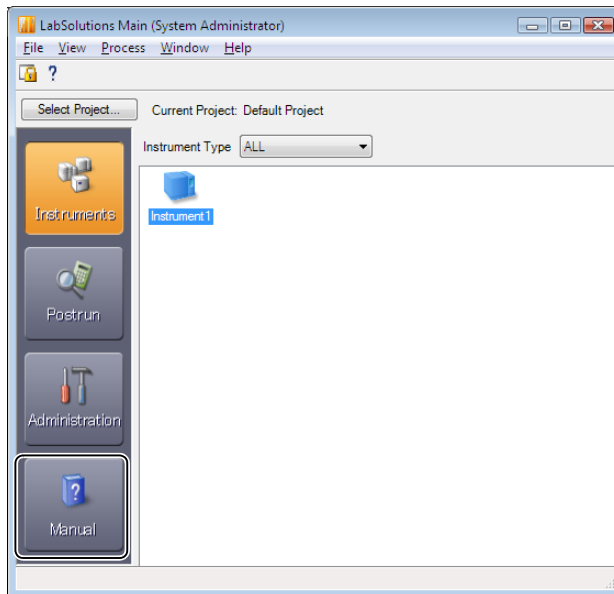 LabSolutions Main (System Administrator)
File View Process Window Help
?
Select Project... Current Project: Default Project
Instrument Type ALL
Instruments
Instrument1
Postrun
Administration
?
Manual